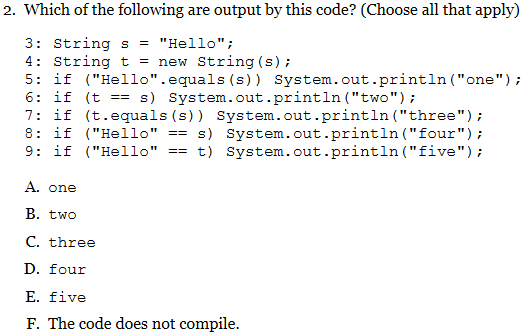 2. Which of the following are output by this code? (Choose all that apply)
3: String s = "Hello";
4: String t = new String(s);
5: if ("Hello".equals(s)) System.out.println("one");
6: if (t == s) System.out.println("two");
7: if (t.equals(s)) System.out.println("three");
8: if ("Hello" == s) System.out.println("four");
9: if ("Hello" == t) System.out.println("five");
A. one
B. two
C. three
D. four
E. five
F. The code does not compile.